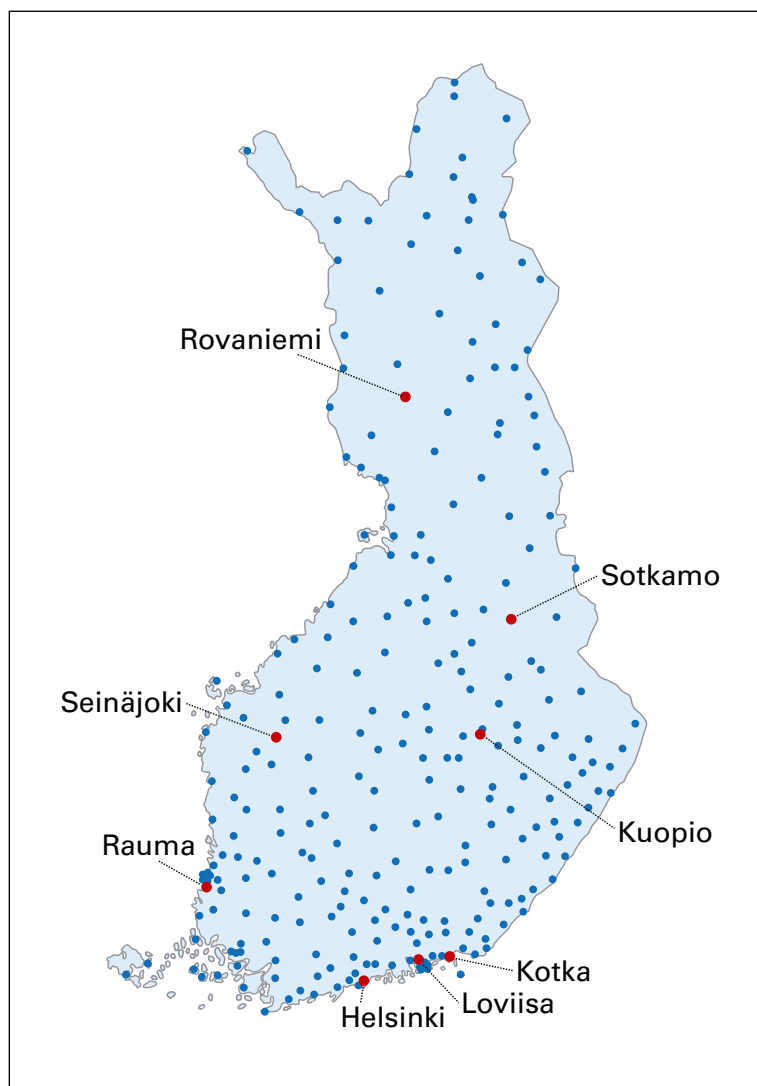 Rovaniemi
Sotkamo
Seinäjoki
Kuopio
Rauma
Kotka
Loviisa
Helsinki